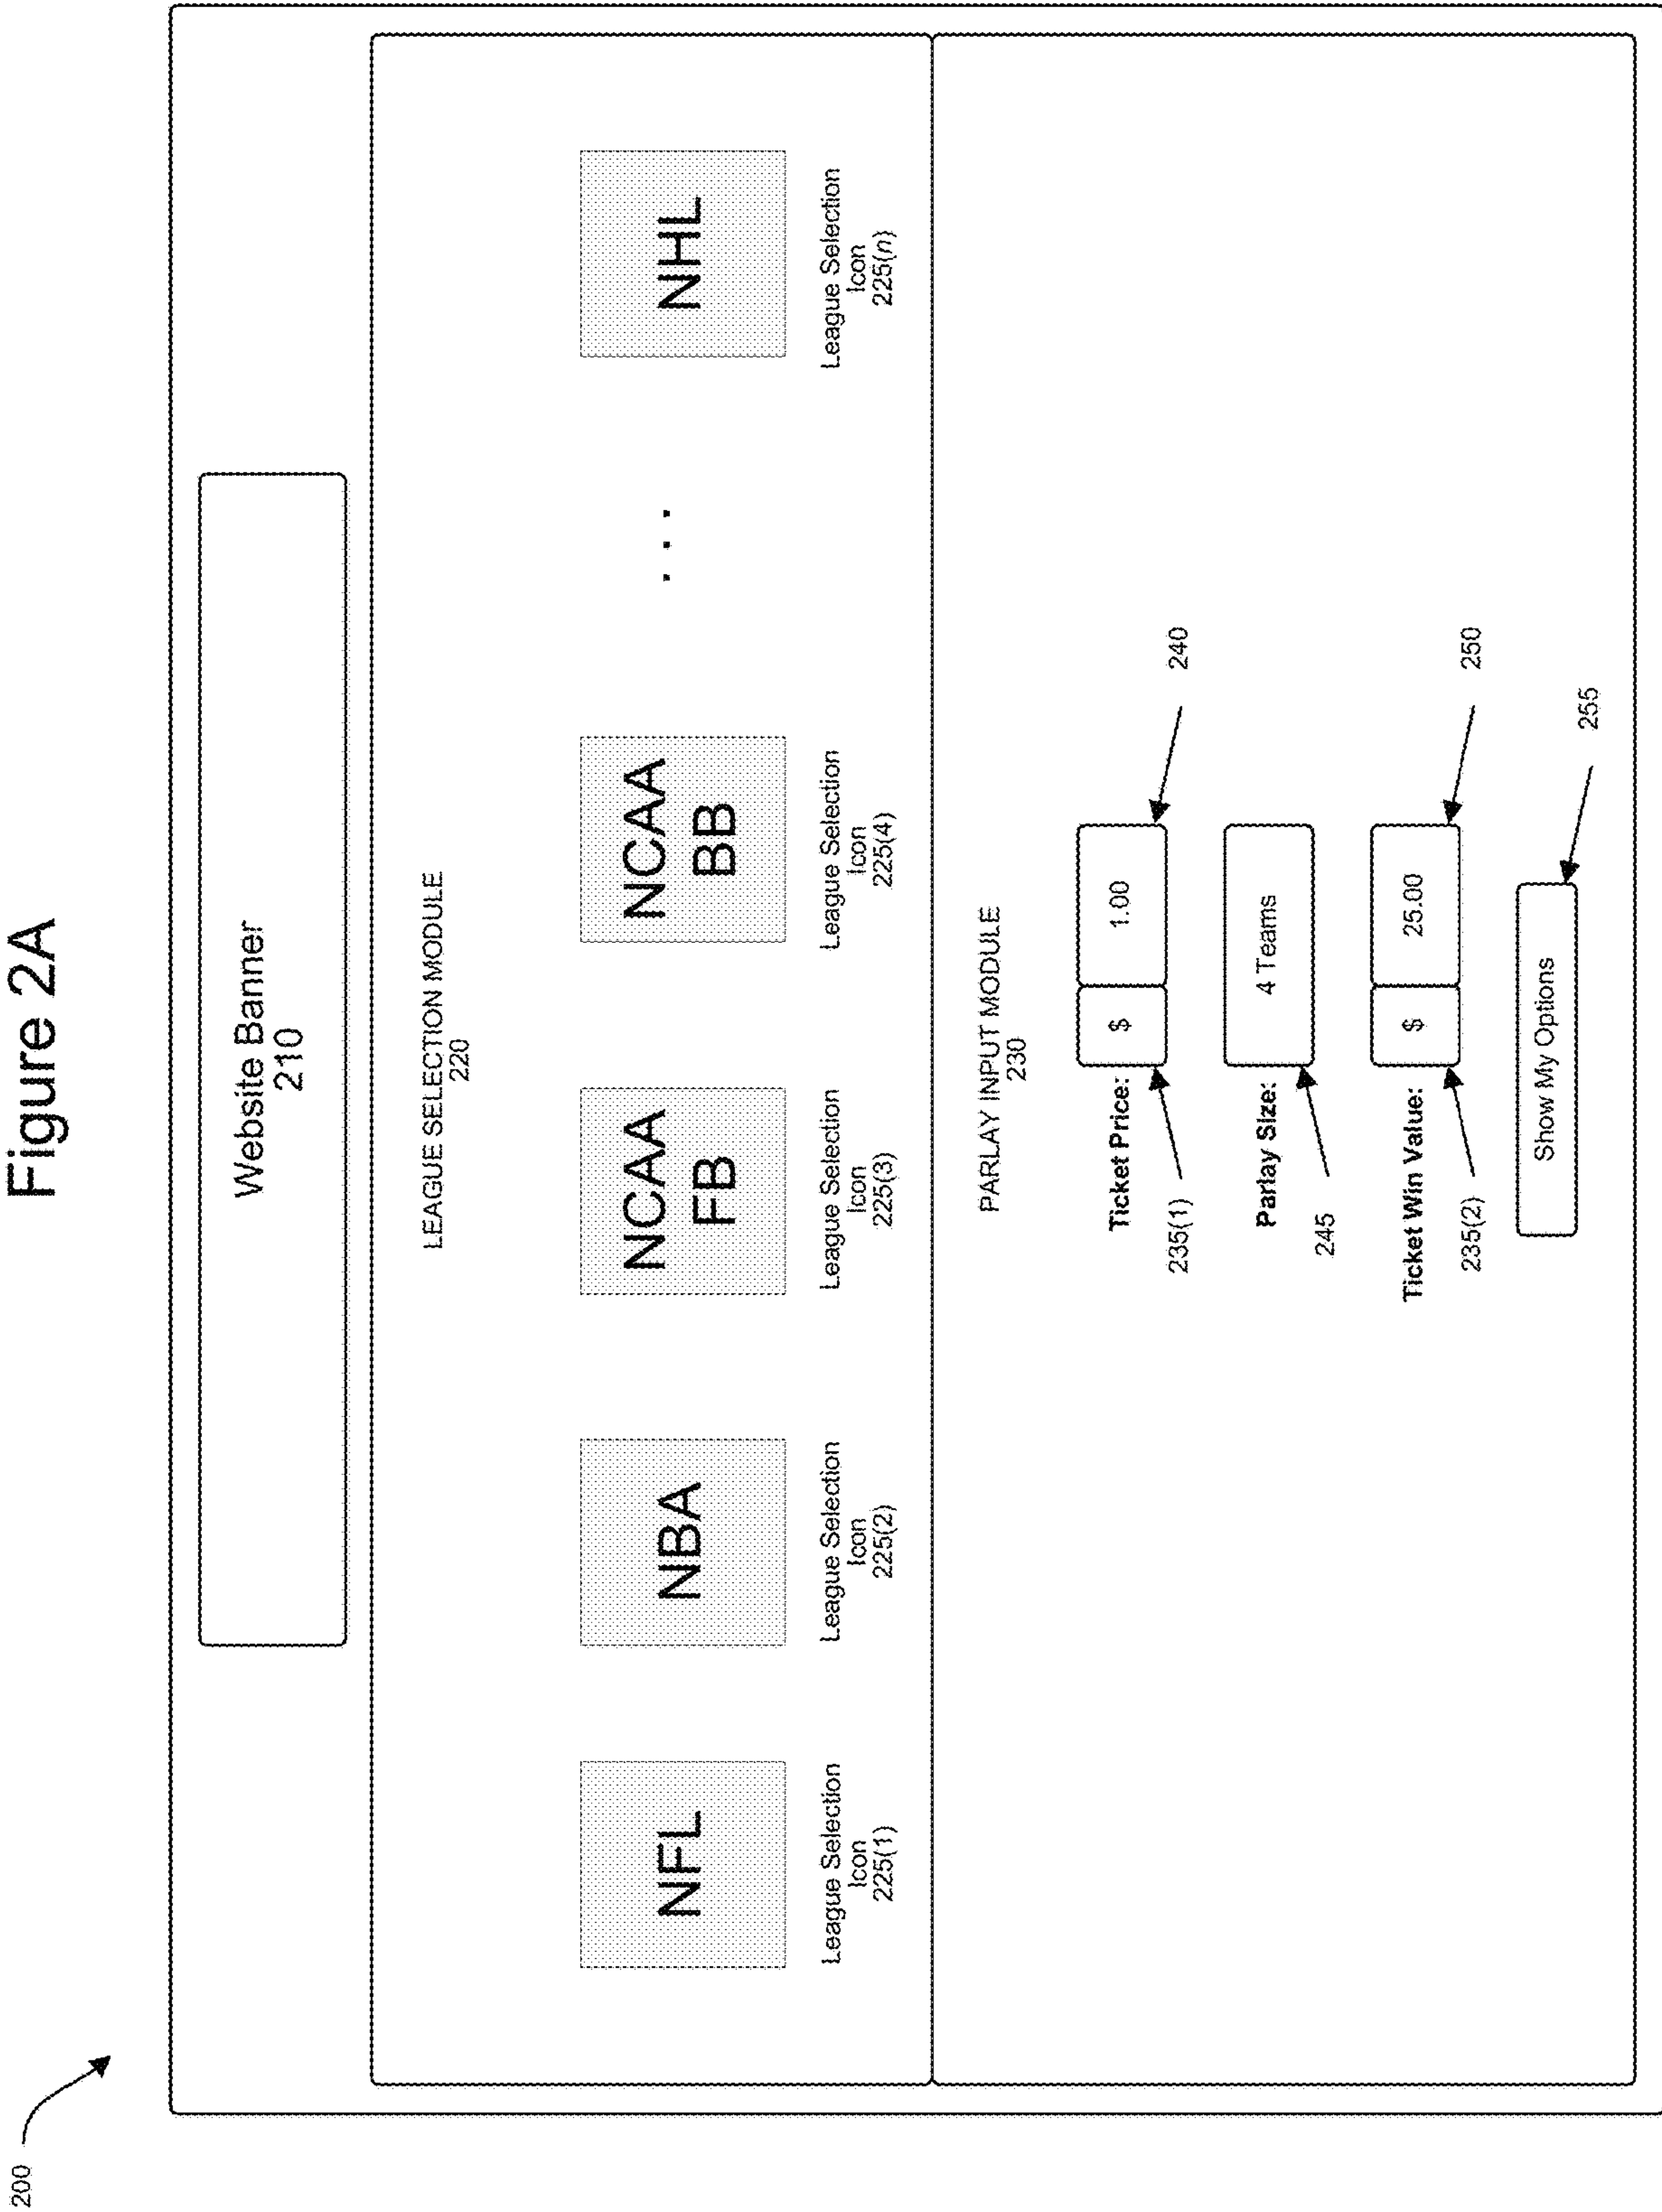 Figure 2A
200
Website Banner
210
LEAGUE SELECTION MODULE
220
NFL
NBA
NCAA
FB
NCAA
BB
. . .
NHL
League Selection
Icon
225(1)
League Selection
Icon
225(2)
League Selection
Icon
225(3)
League Selection
Icon
225(4)
League Selection
Icon
225(n)
PARLAY INPUT MODULE
230
Ticket Price: $ 1.00
235(1)
240
Parlay Size: 4 Teams
245
Ticket Win Value: $ 25.00
235(2)
250
Show My Options
255